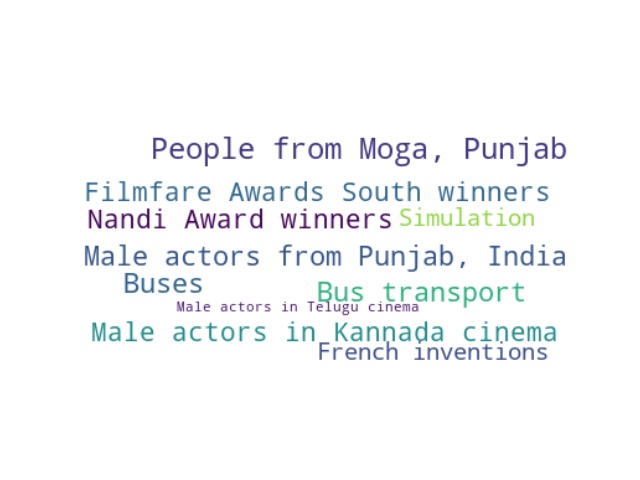 People from Moga, Punjab
Filmfare Awards South winners
Nandi Award winners Simulation
Male actors from Punjab, India
Buses
Bus transport
Male actors in Telugu cinema
Male actors in Kannada cinema
French inventions